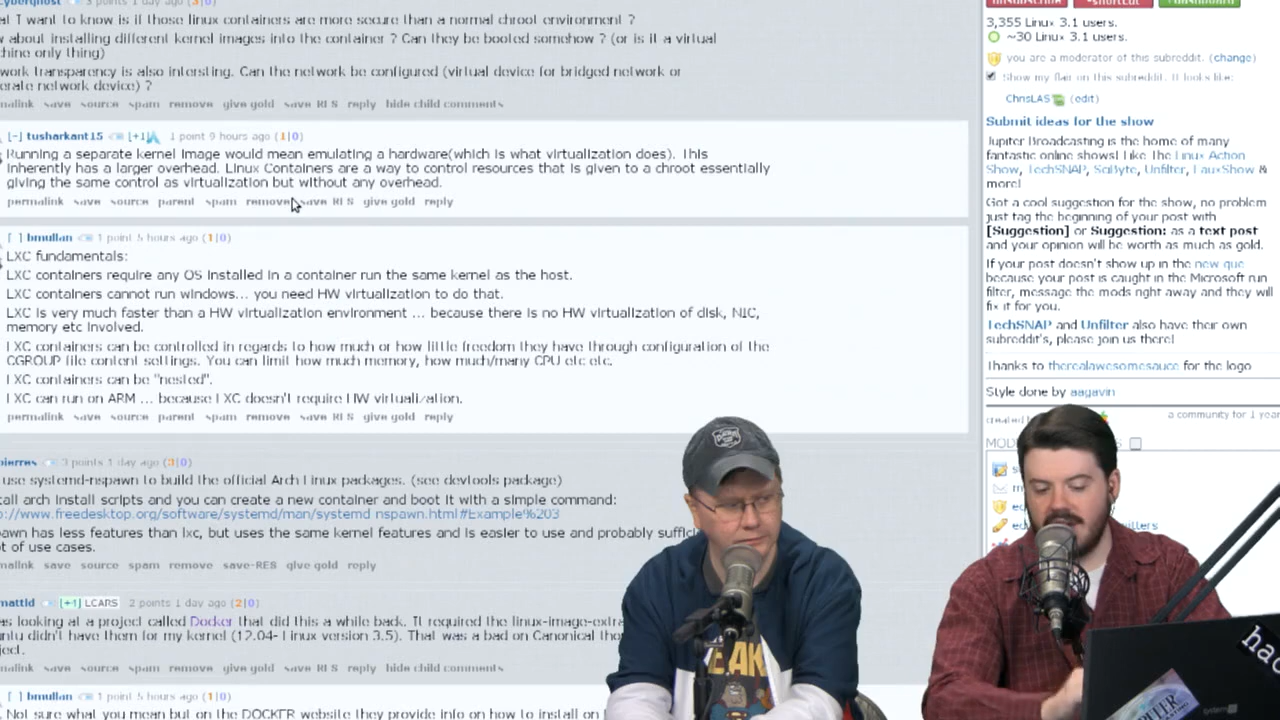 3 points 1 day ago (3|0)
I want to know is if those linux containers are more secure than a normal chroot environment ?
about installing different kernel images into the container ? Can they be booted somehow ? (or is it a virtual
only thing)
work transparency is also intersting. Can the network be configured (virtual device for bridged network or
network device) ?
source spam remove give gold save-RES reply hide child comments
[-] tusharkant15 [+1] 1 point 9 hours ago (1|0)
Running a separate kernel image would mean emulating a hardware(which is what virtualization does). This
inherently has a larger overhead. Linux Containers are a way to control resources that is given to a chroot essentially
giving the same control as virtualization but without any overhead.
permalink save source parent spam remove save-RES give gold reply
[-] bmullan 1 point 5 hours ago (1|0)
LXC fundamentals:
LXC containers require any OS installed in a container run the same kernel as the host.
LXC containers cannot run windows... you need HW virtualization to do that.
LXC is very much faster than a HW virtualization environment ... because there is no HW virtualization of disk, NIC,
memory etc involved.
LXC containers can be controlled in regards to how much or how little freedom they have through configuration of the
CGROUP file content settings. You can limit how much memory, how much/many CPU etc etc.
LXC containers can be "nested".
LXC can run on ARM ... because LXC doesn't require HW virtualization.
permalink save source parent spam remove save-RES give gold reply
pierres 3 points 1 day ago (3|0)
use systemd-nspawn to build the official Arch Linux packages. (see devtools package)
arch install scripts and you can create a new container and boot it with a simple command:
://www.freedesktop.org/software/systemd/man/systemd-nspawn.html#Example%203
has less features than lxc, but uses the same kernel features and is easier to use and probably
of use cases.
save source spam remove save-RES give gold reply
mattld [+1] LCARS 2 points 1 day ago (2|0)
looking at a project called Docker that did this a while back. It required the
didn't have them for my kernel (12.04- Linux version 3.5). That was a bad on Canonical
save source spam remove give gold save-RES reply hide child comments
[-] bmullan 1 point 5 hours ago (1|0)
Not sure what you mean but on the DOCKER website they provide info on how to install on
+shortcut +dashboard
3,355 Linux 3.1 users.
~30 Linux 3.1 users.
you are a moderator of this subreddit. (change)
Show my flair on this subreddit. It looks like:
ChrisLAS (edit)
Submit ideas for the show
Jupiter Broadcasting is the home of many
fantastic online shows! Like The Linux Action
Show, TechSNAP, SciByte, Unfilter, FauxShow &
more!
Got a cool suggestion for the show, no problem
just tag the beginning of your post with
[Suggestion] or Suggestion: as a text post
and your opinion will be worth as much as gold.
If your post doesn't show up in the new que
because your post is caught in the Microsoft run
filter, message the mods right away and they will
fix it for you.
TechSNAP and Unfilter also have their own
subreddit's, please join us there!
Thanks to therealawesomesauce for the logo
Style done by aagavin
a community for 1 year